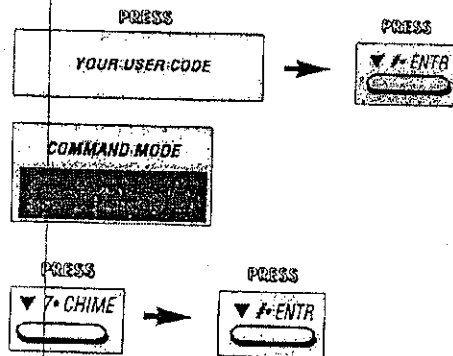 PRESS
YOUR USER CODE
PRESS
▼ #• ENTR
COMMAND MODE
PRESS
▼ 7• CHIME
PRESS
▼ #• ENTR